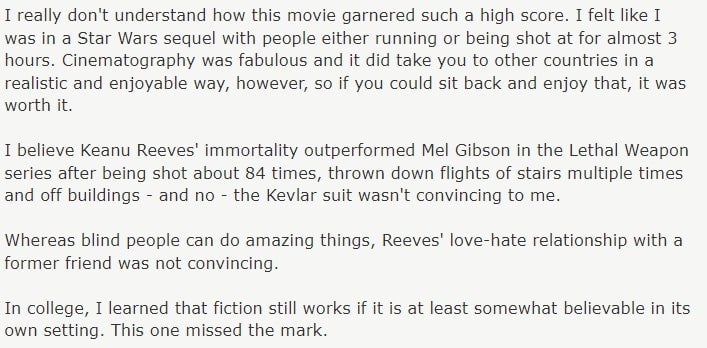 I really don't understand how this movie garnered such a high score. I felt like I
was in a Star Wars sequel with people either running or being shot at for almost 3
hours. Cinematography was fabulous and it did take you to other countries in a
realistic and enjoyable way, however, so if you could sit back and enjoy that, it was
worth it.
I believe Keanu Reeves' immortality outperformed Mel Gibson in the Lethal Weapon
series after being shot about 84 times, thrown down flights of stairs multiple times
and off buildings - and no - the Kevlar suit wasn't convincing to me.
Whereas blind people can do amazing things, Reeves' love-hate relationship with a
former friend was not convincing.
In college, I learned that fiction still works if it is at least somewhat believable in its
own setting. This one missed the mark.